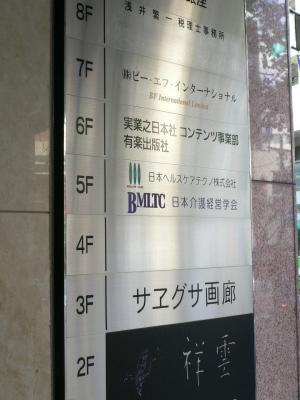 8F
浅井繁一税理士事務所
7F
㈱ビー・エフ・インターナショナル
BF International Limited
6F
実業之日本社 コンテンツ事業部
有楽出版社
5F
日本ヘルスケアテクノ株式会社
BMLTC 日本介護経営学会
4F
3F
サヱグサ画廊
2F
祥雲